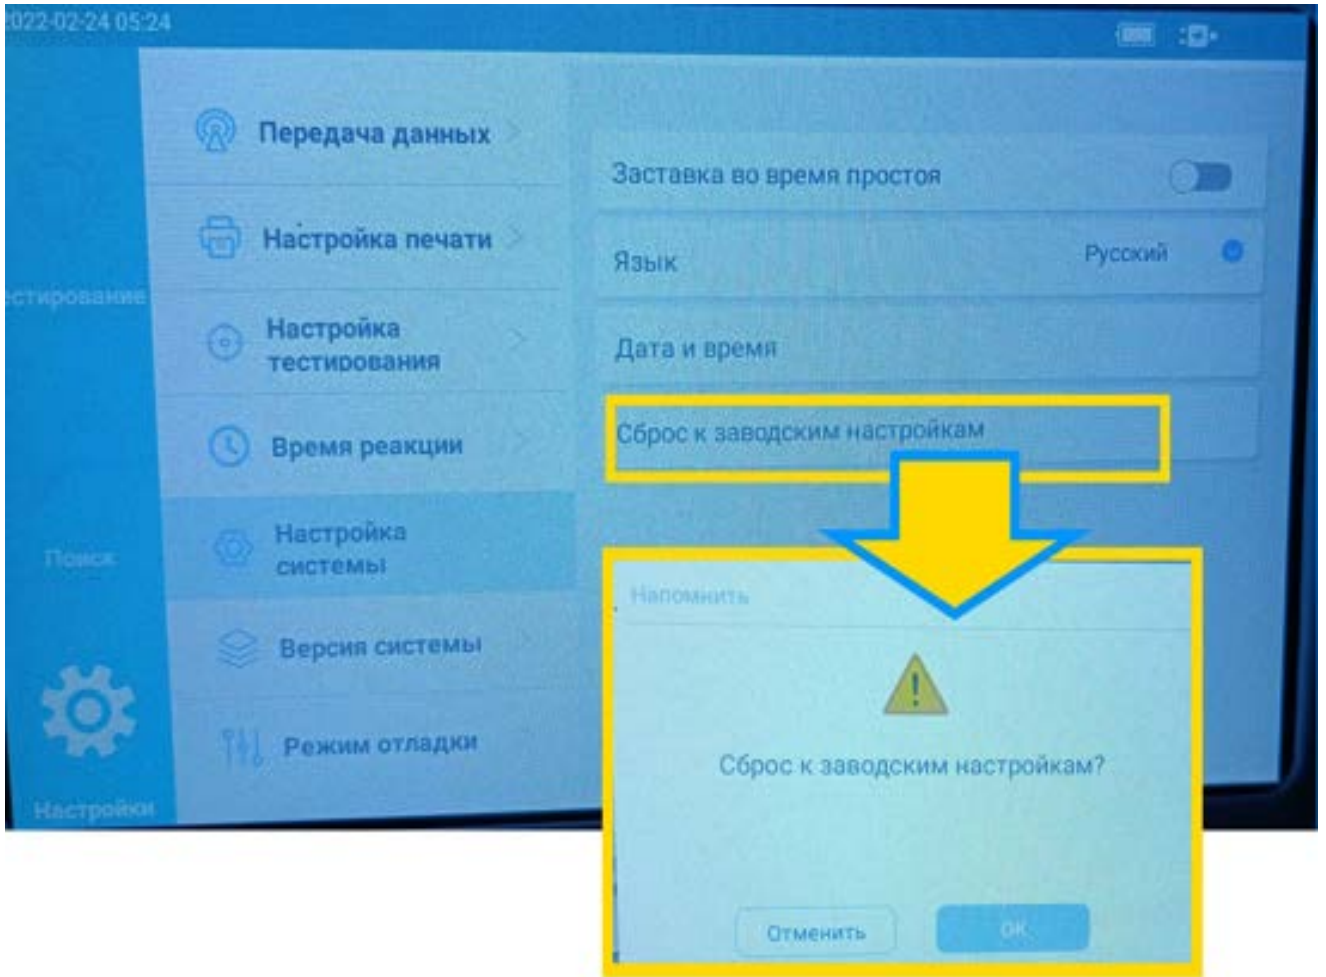 2022-02-24 05:24
естирование
Поиск
Настройки
Передача данных
Настройка печати
Настройка
тестирования
Время реакции
Настройка
системы
Версия системы
Режим отладки
Заставка во время простоя
Язык
Русский
Дата и время
Сброс к заводским настройкам
Напомнить
Сброс к заводским настройкам?
Отменить
OK